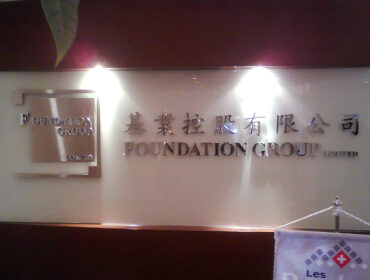 FOUNDATION
GROUP
基業控股有限公司
FOUNDATION GROUP LIMITED
Les